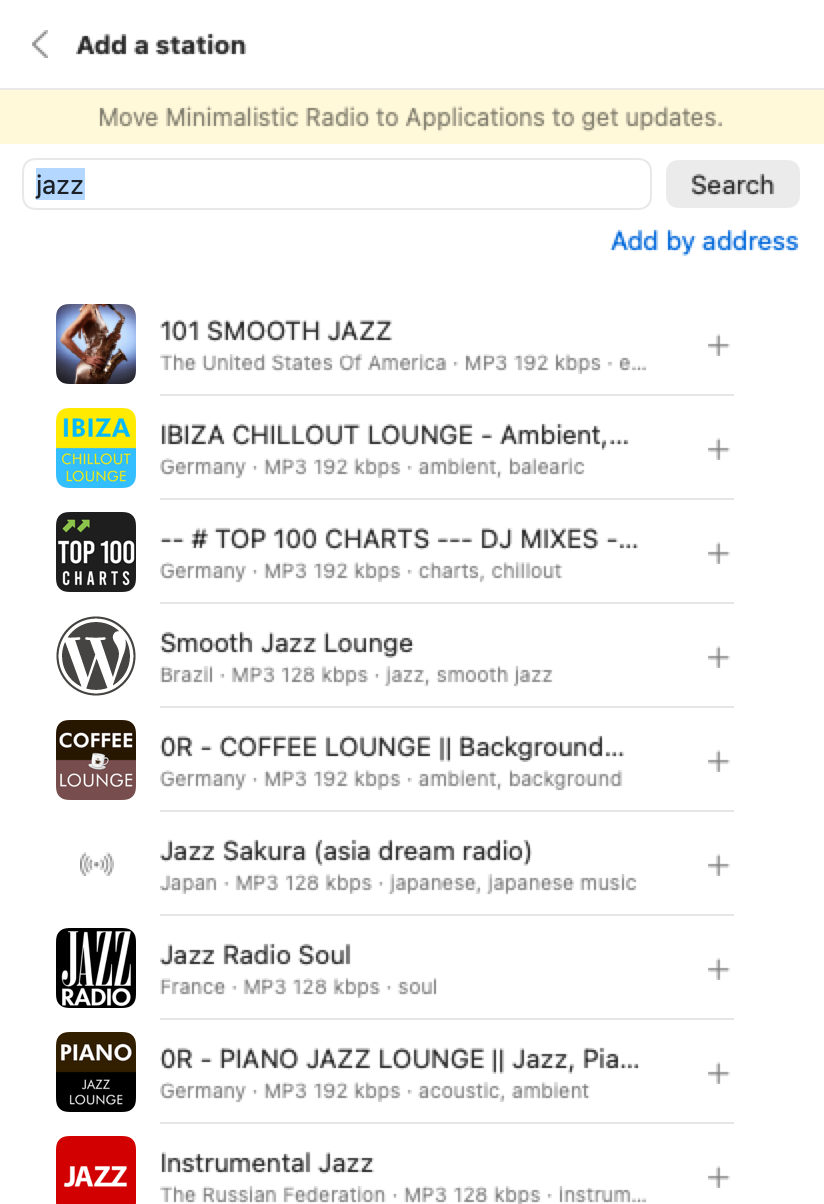 Add a station
Move Minimalistic Radio to Applications to get updates.
jazz
Search
Add by address
101 SMOOTH JAZZ
The United States Of America · MP3 192 kbps · e...
IBIZA
CHILLOUT
LOUNGE
IBIZA CHILLOUT LOUNGE - Ambient,...
Germany · MP3 192 kbps · ambient, balearic
TOP 100
CHARTS
-- # TOP 100 CHARTS --- DJ MIXES -...
Germany · MP3 192 kbps · charts, chillout
W
Smooth Jazz Lounge
Brazil · MP3 128 kbps · jazz, smooth jazz
COFFEE
LOUNGE
0R - COFFEE LOUNGE || Background...
Germany · MP3 192 kbps · ambient, background
Jazz Sakura (asia dream radio)
Japan · MP3 128 kbps · japanese, japanese music
JAZZ
RADIO
Jazz Radio Soul
France · MP3 128 kbps · soul
PIANO
JAZZ
LOUNGE
0R - PIANO JAZZ LOUNGE || Jazz, Pia...
Germany · MP3 192 kbps · acoustic, ambient
JAZZ
Instrumental Jazz
The Russian Federation · MP3 128 kbps · instrum...